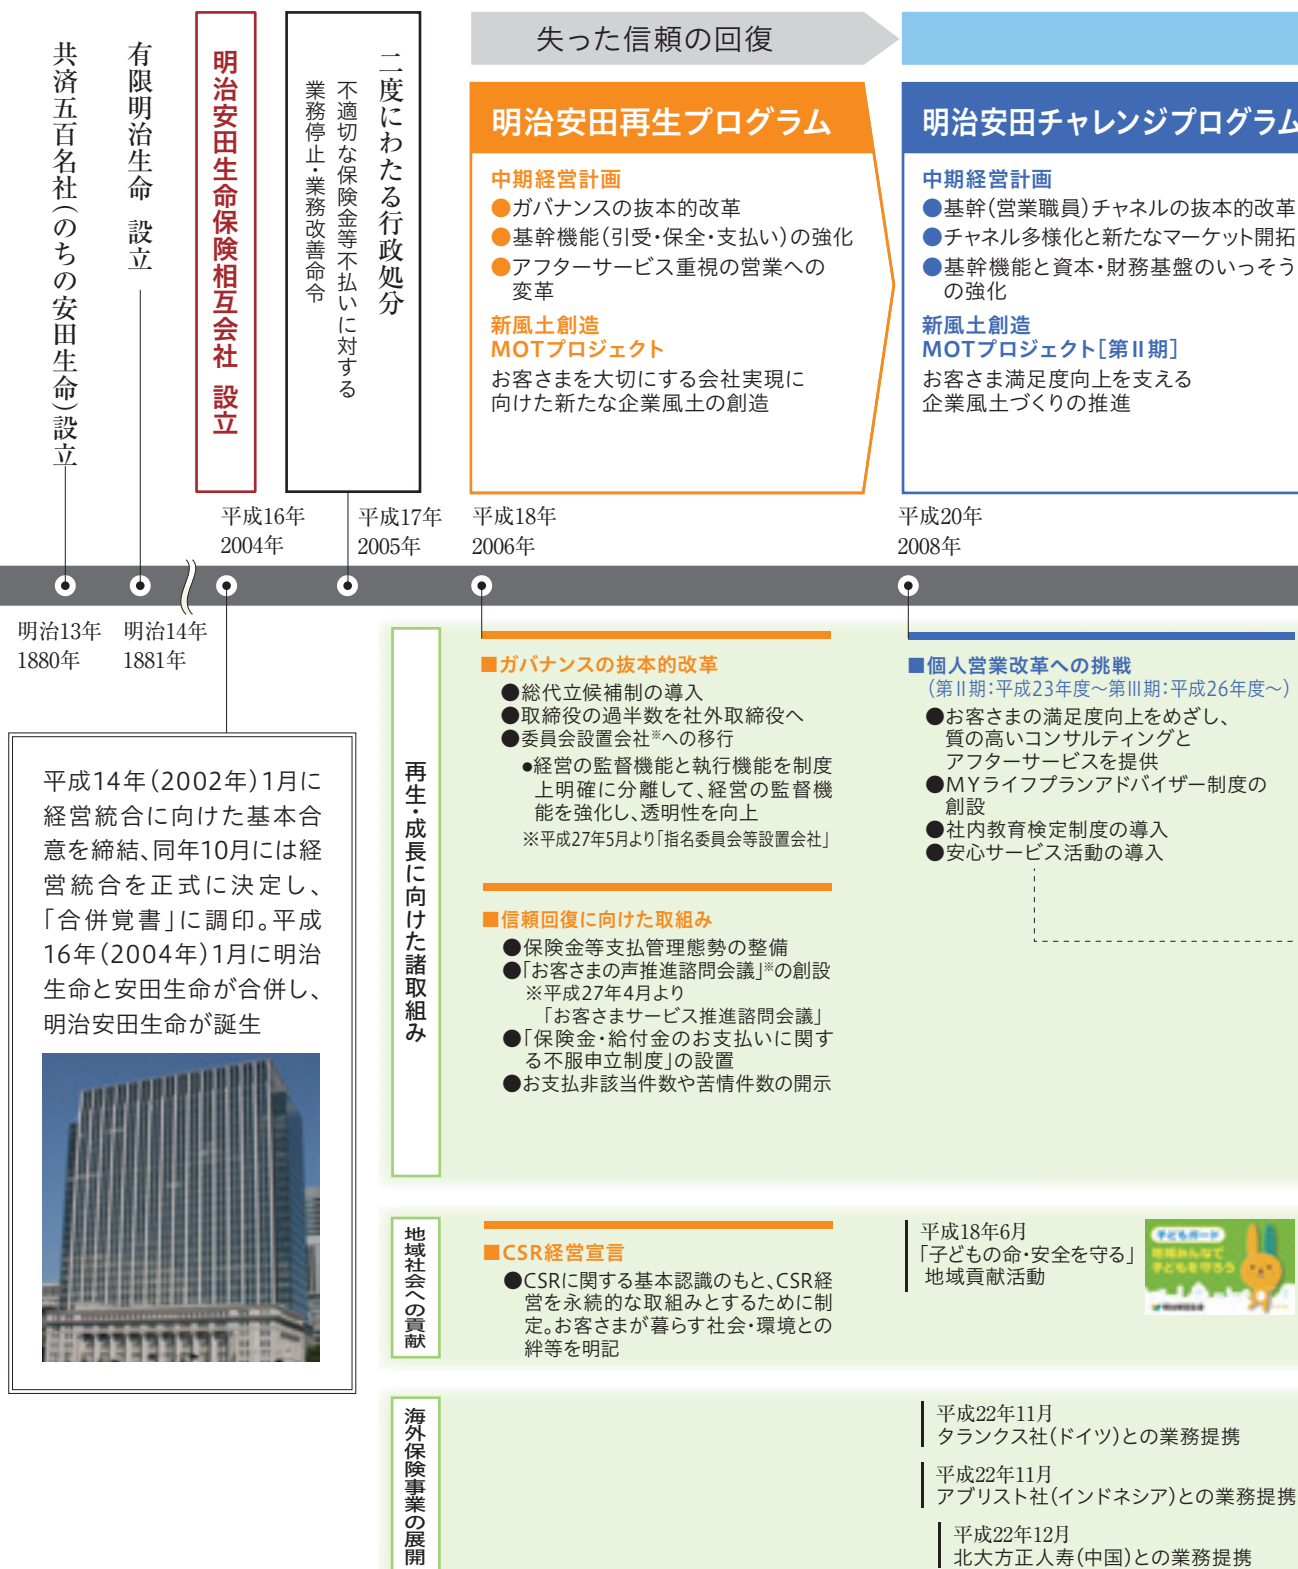 失った信頼の回復
共済五百名社(のちの安田生命)設立
有限明治生命 設立
明治安田生命保険相互会社 設立
二度にわたる行政処分
不適切な保険金等不払いに対する
業務停止・業務改善命令
明治安田再生プログラム
中期経営計画
●ガバナンスの抜本的改革
●基幹機能(引受・保全・支払い)の強化
●アフターサービス重視の営業への
変革
新風土創造
MOTプロジェクト
お客さまを大切にする会社実現に
向けた新たな企業風土の創造
明治安田チャレンジプログラム
中期経営計画
●基幹(営業職員)チャネルの抜本的改革
●チャネル多様化と新たなマーケット開拓
●基幹機能と資本・財務基盤のいっそう
の強化
新風土創造
MOTプロジェクト[第Ⅱ期]
お客さま満足度向上を支える
企業風土づくりの推進
平成16年
2004年
平成17年
2005年
平成18年
2006年
平成20年
2008年
明治13年
1880年
明治14年
1881年
平成14年(2002年)1月に
経営統合に向けた基本合
意を締結、同年10月には経
営統合を正式に決定し、
「合併覚書」に調印。平成
16年(2004年)1月に明治
生命と安田生命が合併し、
明治安田生命が誕生
再生・成長に向けた諸取組み
■ガバナンスの抜本的改革
●総代立候補制の導入
●取締役の過半数を社外取締役へ
●委員会設置会社※への移行
●経営の監督機能と執行機能を制度
上明確に分離して、経営の監督機
能を強化し、透明性を向上
※平成27年5月より「指名委員会等設置会社」
■信頼回復に向けた取組み
●保険金等支払管理態勢の整備
●「お客さまの声推進諮問会議」※の創設
※平成27年4月より
「お客さまサービス推進諮問会議」
●「保険金・給付金のお支払いに関す
る不服申立制度」の設置
●お支払非該当件数や苦情件数の開示
■個人営業改革への挑戦
(第Ⅱ期:平成23年度〜第Ⅲ期:平成26年度〜)
●お客さまの満足度向上をめざし、
質の高いコンサルティングと
アフターサービスを提供
●MYライフプランアドバイザー制度の
創設
●社内教育検定制度の導入
●安心サービス活動の導入
地域社会への貢献
■CSR経営宣言
●CSRに関する基本認識のもと、CSR経
営を永続的な取組みとするために制
定。お客さまが暮らす社会・環境との
絆等を明記
平成18年6月
「子どもの命・安全を守る」
地域貢献活動
子どもガード
地域みんなで
子どもを守ろう
海外保険事業の展開
平成22年11月
タランクス社(ドイツ)との業務提携
平成22年11月
アブリスト社(インドネシア)との業務提携
平成22年12月
北大方正人寿(中国)との業務提携